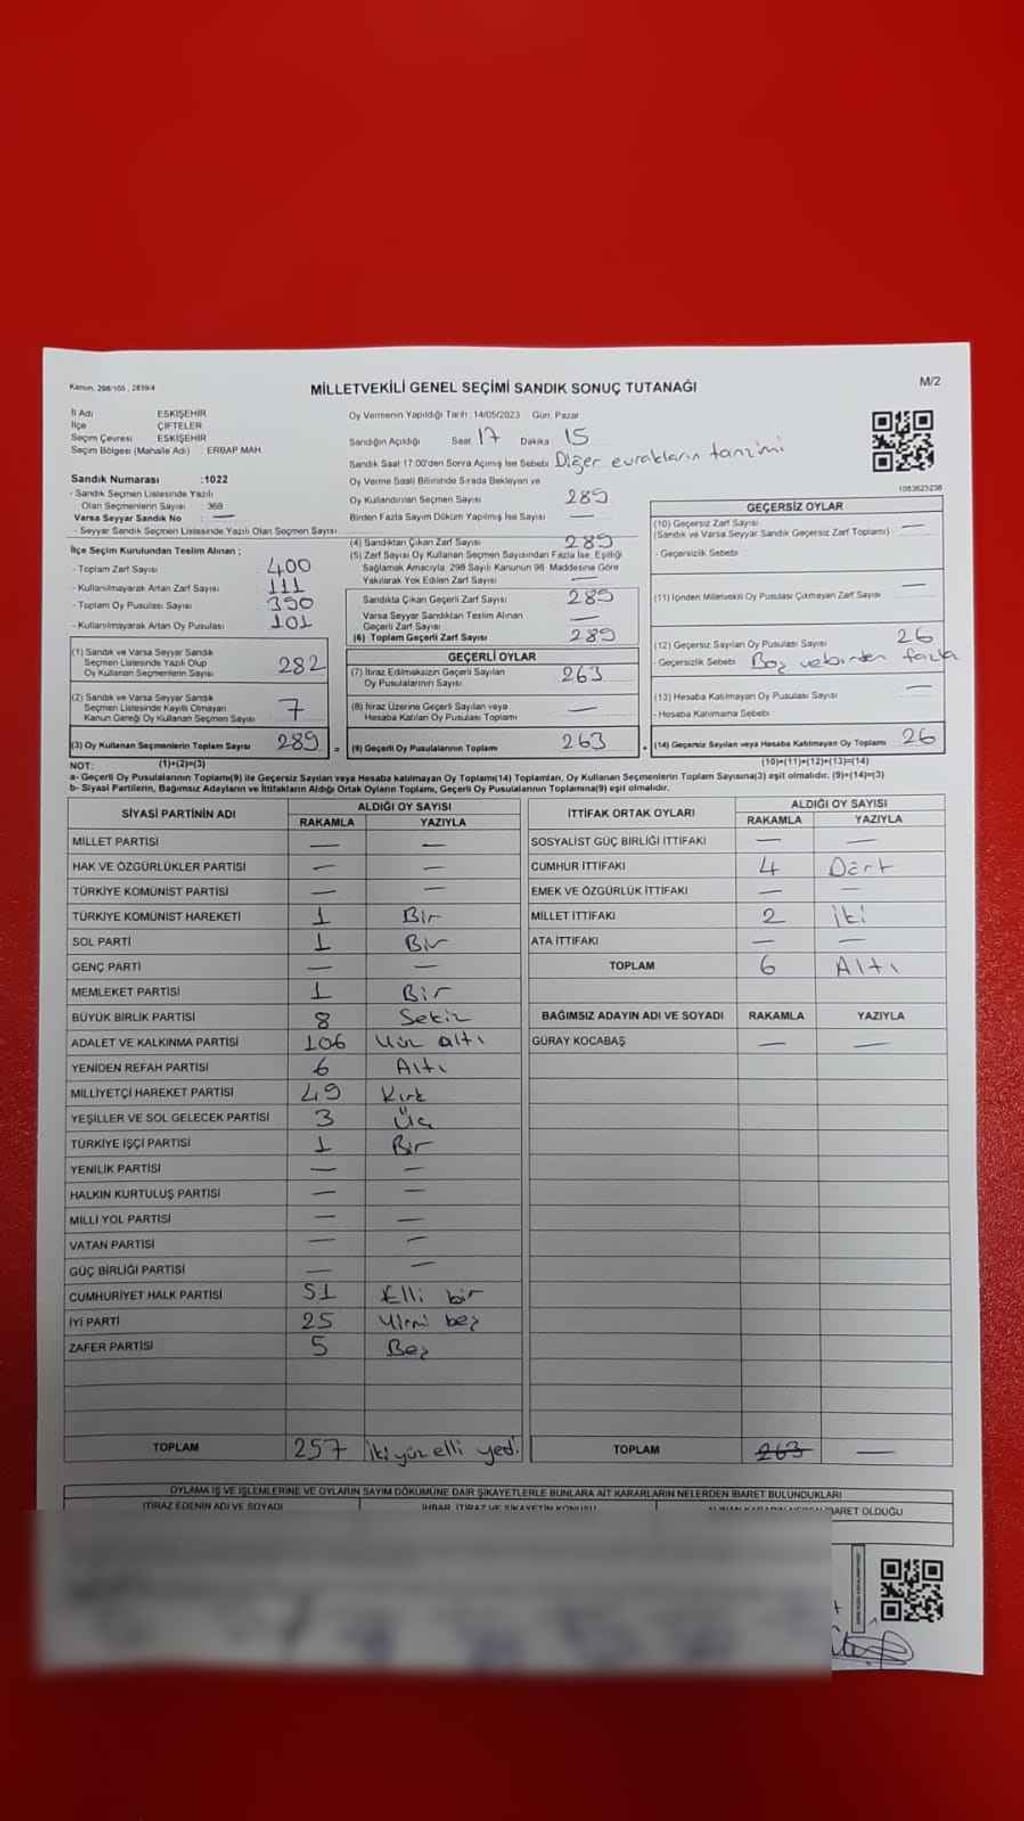 Kanun: 298/105 , 2839/4
MİLLETVEKİLİ GENEL SEÇİMİ SANDIK SONUÇ TUTANAĞI
M/2
İl Adı ESKİŞEHİR
İlçe ÇİFTELER
Seçim Çevresi ESKİŞEHİR
Seçim Bölgesi (Mahalle Adı) : ERBAP MAH.
Sandık Numarası :1022
- Sandık Seçmen Listesinde Yazılı
Olan Seçmenlerin Sayısı 369
Varsa Seyyar Sandık No : —
- Seyyar Sandık Seçmen Listesinde Yazılı Olan Seçmen Sayısı
Oy Vermenin Yapıldığı Tarih : 14/05/2023 Gün: Pazar
Sandığın Açıldığı Saat 17 Dakika 15
Sandık Saat 17:00'den Sonra Açılmış İse Sebebi Diğer evrakların tanzimi
Oy Verme Saati Bitiminde Sırada Bekleyen ve
Oy Kullandırılan Seçmen Sayısı 289
Birden Fazla Sayım Döküm Yapılmış İse Sayısı —
1083623238
İlçe Seçim Kurulundan Teslim Alınan :
- Toplam Zarf Sayısı 400
- Kullanılmayarak Artan Zarf Sayısı 111
- Toplam Oy Pusulası Sayısı 390
- Kullanılmayarak Artan Oy Pusulası 101
(1) Sandık ve Varsa Seyyar Sandık
Seçmen Listesinde Yazılı Olup
Oy Kullanan Seçmenlerin Sayısı 282
(2) Sandık ve Varsa Seyyar Sandık
Seçmen Listesinde Kayıtlı Olmayan
Kanun Gereği Oy Kullanan Seçmen Sayısı 7
(3) Oy Kullanan Seçmenlerin Toplam Sayısı 289 =
(4) Sandıktan Çıkan Zarf Sayısı 289
(5) Zarf Sayısı Oy Kullanan Seçmen Sayısından Fazla İse, Eşitliği
Sağlamak Amacıyla, 298 Sayılı Kanunun 98. Maddesine Göre
Yakılarak Yok Edilen Zarf Sayısı —
Sandıkta Çıkan Geçerli Zarf Sayısı 289
Varsa Seyyar Sandıktan Teslim Alınan
Geçerli Zarf Sayısı —
(6) Toplam Geçerli Zarf Sayısı 289
GEÇERLİ OYLAR
(7) İtiraz Edilmeksizin Geçerli Sayılan
Oy Pusulalarının Sayısı 263
(8) İtiraz Üzerine Geçerli Sayılan veya
Hesaba Katılan Oy Pusulası Toplamı —
(9) Geçerli Oy Pusulalarının Toplamı 263 +
GEÇERSİZ OYLAR
(10) Geçersiz Zarf Sayısı —
(Sandık ve Varsa Seyyar Sandık Geçersiz Zarf Toplamı)
- Geçersizlik Sebebi
(11) İçinden Milletvekili Oy Pusulası Çıkmayan Zarf Sayısı —
(12) Geçersiz Sayılan Oy Pusulası Sayısı 26
Geçersizlik Sebebi Boş ve birden fazla
(13) Hesaba Katılmayan Oy Pusulası Sayısı —
- Hesaba Katılmama Sebebi
(14) Geçersiz Sayılan veya Hesaba Katılmayan Oy Toplamı 26
NOT: (1)+(2)=(3) (10)+(11)+(12)+(13)=(14)
a- Geçerli Oy Pusulalarının Toplamı(9) ile Geçersiz Sayılan veya Hesaba katılmayan Oy Toplamı(14) Toplamları, Oy Kullanan Seçmenlerin Toplam Sayısına(3) eşit olmalıdır. (9)+(14)=(3)
b- Siyasi Partilerin, Bağımsız Adayların ve İttifakların Aldığı Ortak Oyların Toplamı, Geçerli Oy Pusulalarının Toplamına(9) eşit olmalıdır.
SİYASİ PARTİNİN ADI ALDIĞI OY SAYISI
RAKAMLA YAZIYLA
MİLLET PARTİSİ — —
HAK VE ÖZGÜRLÜKLER PARTİSİ — —
TÜRKİYE KOMÜNİST PARTİSİ — —
TÜRKİYE KOMÜNİST HAREKETİ 1 Bir
SOL PARTİ 1 Bir
GENÇ PARTİ — —
MEMLEKET PARTİSİ 1 Bir
BÜYÜK BİRLİK PARTİSİ 8 Sekiz
ADALET VE KALKINMA PARTİSİ 106 Yüz altı
YENİDEN REFAH PARTİSİ 6 Altı
MİLLİYETÇİ HAREKET PARTİSİ 49 Kırk
YEŞİLLER VE SOL GELECEK PARTİSİ 3 Üç
TÜRKİYE İŞÇİ PARTİSİ 1 Bir
YENİLİK PARTİSİ — —
HALKIN KURTULUŞ PARTİSİ — —
MİLLİ YOL PARTİSİ — —
VATAN PARTİSİ — —
GÜÇ BİRLİĞİ PARTİSİ — —
CUMHURİYET HALK PARTİSİ 51 Elli bir
İYİ PARTİ 25 Yirmi beş
ZAFER PARTİSİ 5 Beş
TOPLAM 257 İki yüz elli yedi
İTTİFAK ORTAK OYLARI ALDIĞI OY SAYISI
RAKAMLA YAZIYLA
SOSYALİST GÜÇ BİRLİĞİ İTTİFAKI — —
CUMHUR İTTİFAKI 4 Dört
EMEK VE ÖZGÜRLÜK İTTİFAKI — —
MİLLET İTTİFAKI 2 İki
ATA İTTİFAKI — —
TOPLAM 6 Altı
BAĞIMSIZ ADAYIN ADI VE SOYADI RAKAMLA YAZIYLA
GÜRAY KOCABAŞ — —
TOPLAM 263 —
OYLAMA İŞ VE İŞLEMLERİNE VE OYLARIN SAYIM DÖKÜMÜNE DAİR ŞİKAYETLERLE BUNLARA AİT KARARLARIN NELERDEN İBARET BULUNDUKLARI
İTİRAZ EDENİN ADI VE SOYADI İHBAR, İTİRAZ VE ŞİKAYETİN KONUSU ALINAN KARARIN NEDEN İBARET OLDUĞU